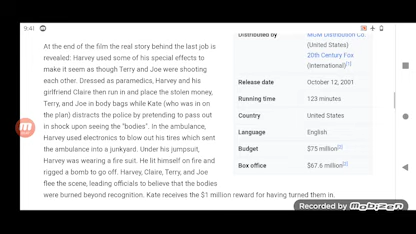 9:41
At the end of the film the real story behind the last job is
revealed: Harvey used some of his special effects to
make it seem as though Terry and Joe were shooting
each other. Dressed as paramedics, Harvey and his
girlfriend Claire then run in and place the stolen money,
Terry, and Joe in body bags while Kate (who was in on
the plan) distracts the police by pretending to pass out
in shock upon seeing the "bodies". In the ambulance,
Harvey used electronics to blow out his tires which sent
the ambulance into a junkyard. Under his jumpsuit,
Harvey was wearing a fire suit. He lit himself on fire and
rigged a bomb to go off. Harvey, Claire, Terry, and Joe
flee the scene, leading officials to believe that the bodies
were burned beyond recognition. Kate receives the $1 million reward for having turned them in.
Distributed by MGM Distribution Co.
(United States)
20th Century Fox
(International)[1]
Release date October 12, 2001
Running time 123 minutes
Country United States
Language English
Budget $75 million[2]
Box office $67.6 million[2]
Recorded by
Mobizen